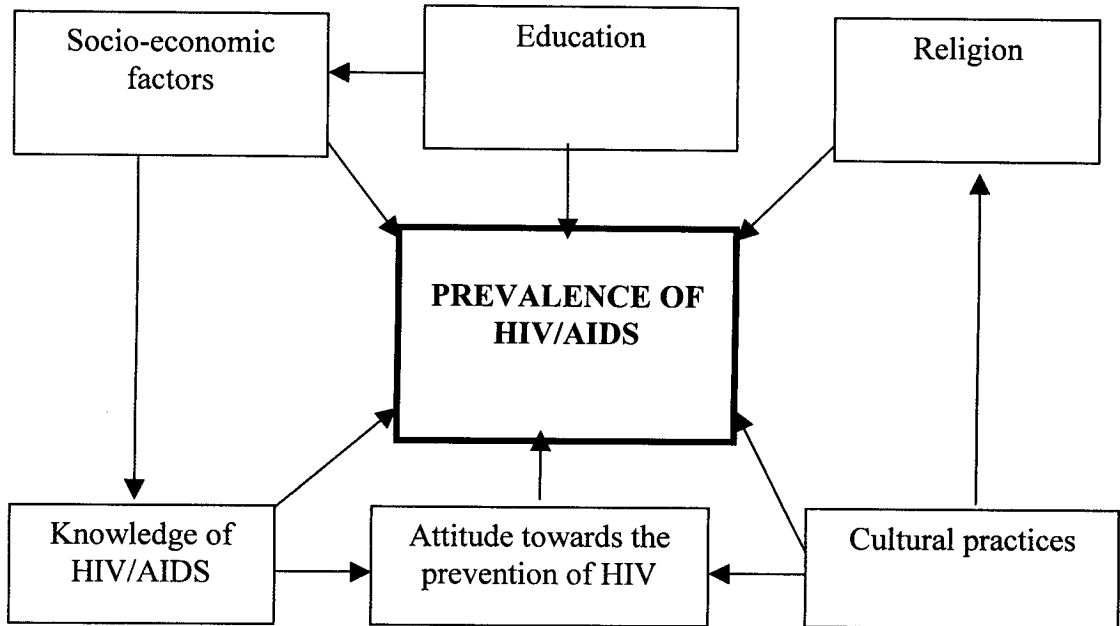 Socio-economic
factors
Education
Religion
PREVALENCE OF
HIV/AIDS
Knowledge of
HIV/AIDS
Attitude towards the
prevention of HIV
Cultural practices